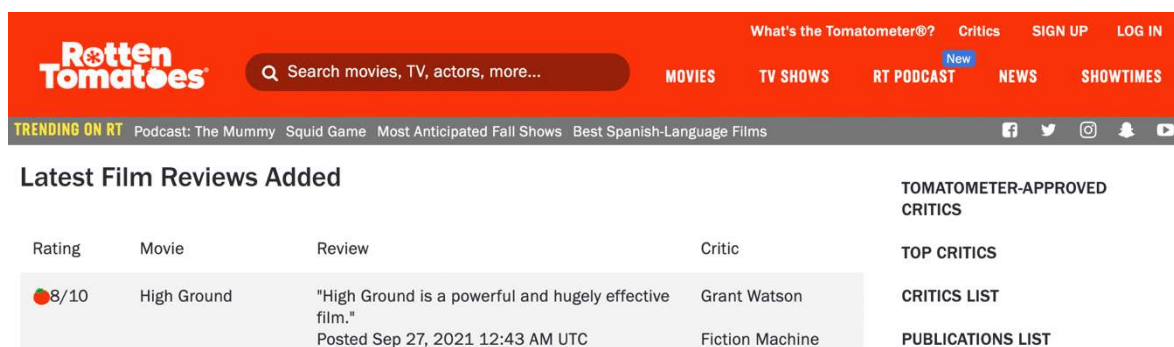 What's the Tomatometer®? Critics SIGN UP LOG IN
Rotten
Tomatoes
Search movies, TV, actors, more...
New
MOVIES TV SHOWS RT PODCAST NEWS SHOWTIMES
TRENDING ON RT Podcast: The Mummy Squid Game Most Anticipated Fall Shows Best Spanish-Language Films
Latest Film Reviews Added
Rating Movie Review Critic
8/10 High Ground "High Ground is a powerful and hugely effective Grant Watson
film."
Posted Sep 27, 2021 12:43 AM UTC Fiction Machine
TOMATOMETER-APPROVED
CRITICS
TOP CRITICS
CRITICS LIST
PUBLICATIONS LIST